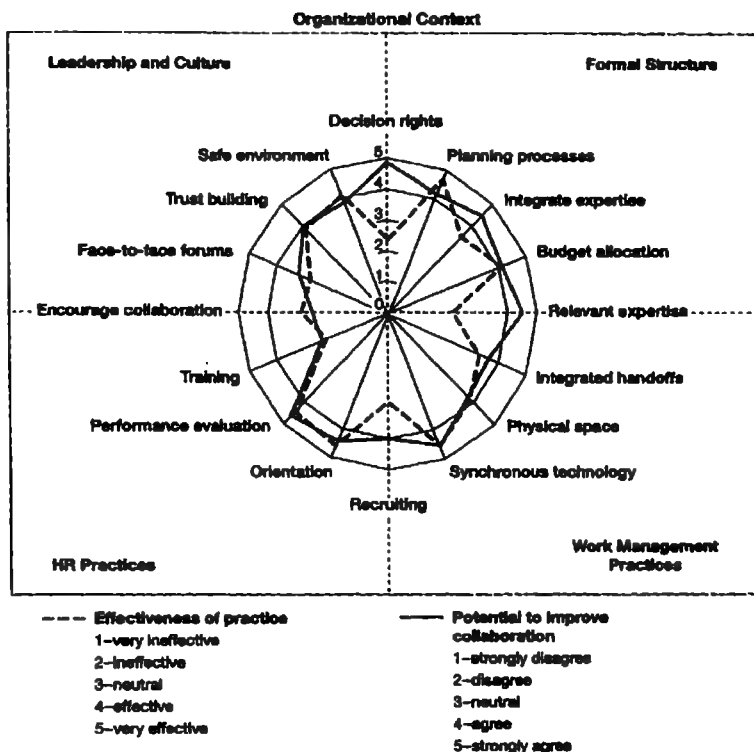 Organizational Context
Leadership and Culture
Formal Structure
Decision rights
Safe environment
Planning processes
Trust building
Integrate expertise
Face-to-face forums
Budget allocation
Encourage collaboration
Relevant expertise
Training
Integrated handoffs
Performance evaluation
Physical space
Orientation
Synchronous technology
Recruiting
5
4
3
2
1
0
HR Practices
Work Management
Practices
Effectiveness of practice
1–very ineffective
2–ineffective
3–neutral
4–effective
5–very effective
Potential to improve
collaboration
1–strongly disagree
2–disagree
3–neutral
4–agree
5–strongly agree